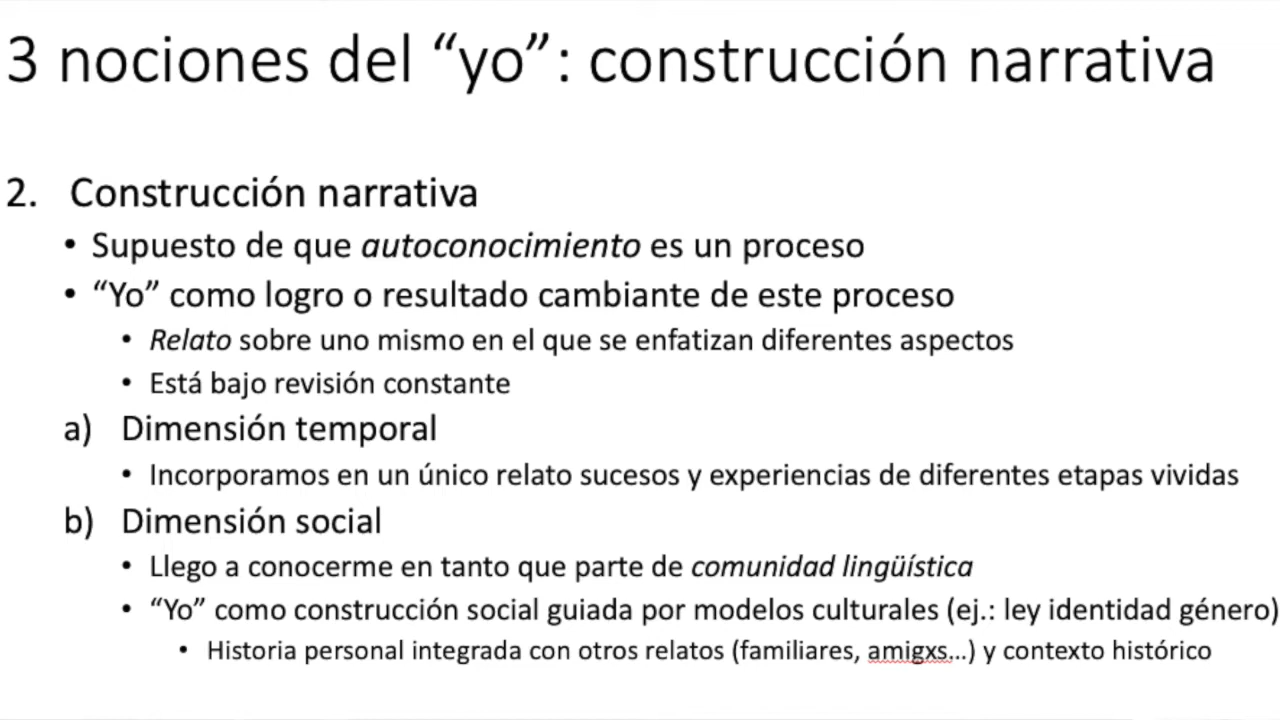 3 nociones del “yo”: construcción narrativa
2. Construcción narrativa
• Supuesto de que autoconocimiento es un proceso
• “Yo” como logro o resultado cambiante de este proceso
• Relato sobre uno mismo en el que se enfatizan diferentes aspectos
• Está bajo revisión constante
a) Dimensión temporal
• Incorporamos en un único relato sucesos y experiencias de diferentes etapas vividas
b) Dimensión social
• Llego a conocerme en tanto que parte de comunidad lingüística
• “Yo” como construcción social guiada por modelos culturales (ej.: ley identidad género)
• Historia personal integrada con otros relatos (familiares, amigxs…) y contexto histórico